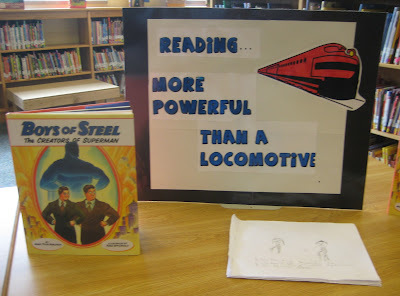 READING...
MORE
POWERFUL
THAN A
LOCOMOTIVE
BOYS OF STEEL
THE CREATORS OF SUPERMAN